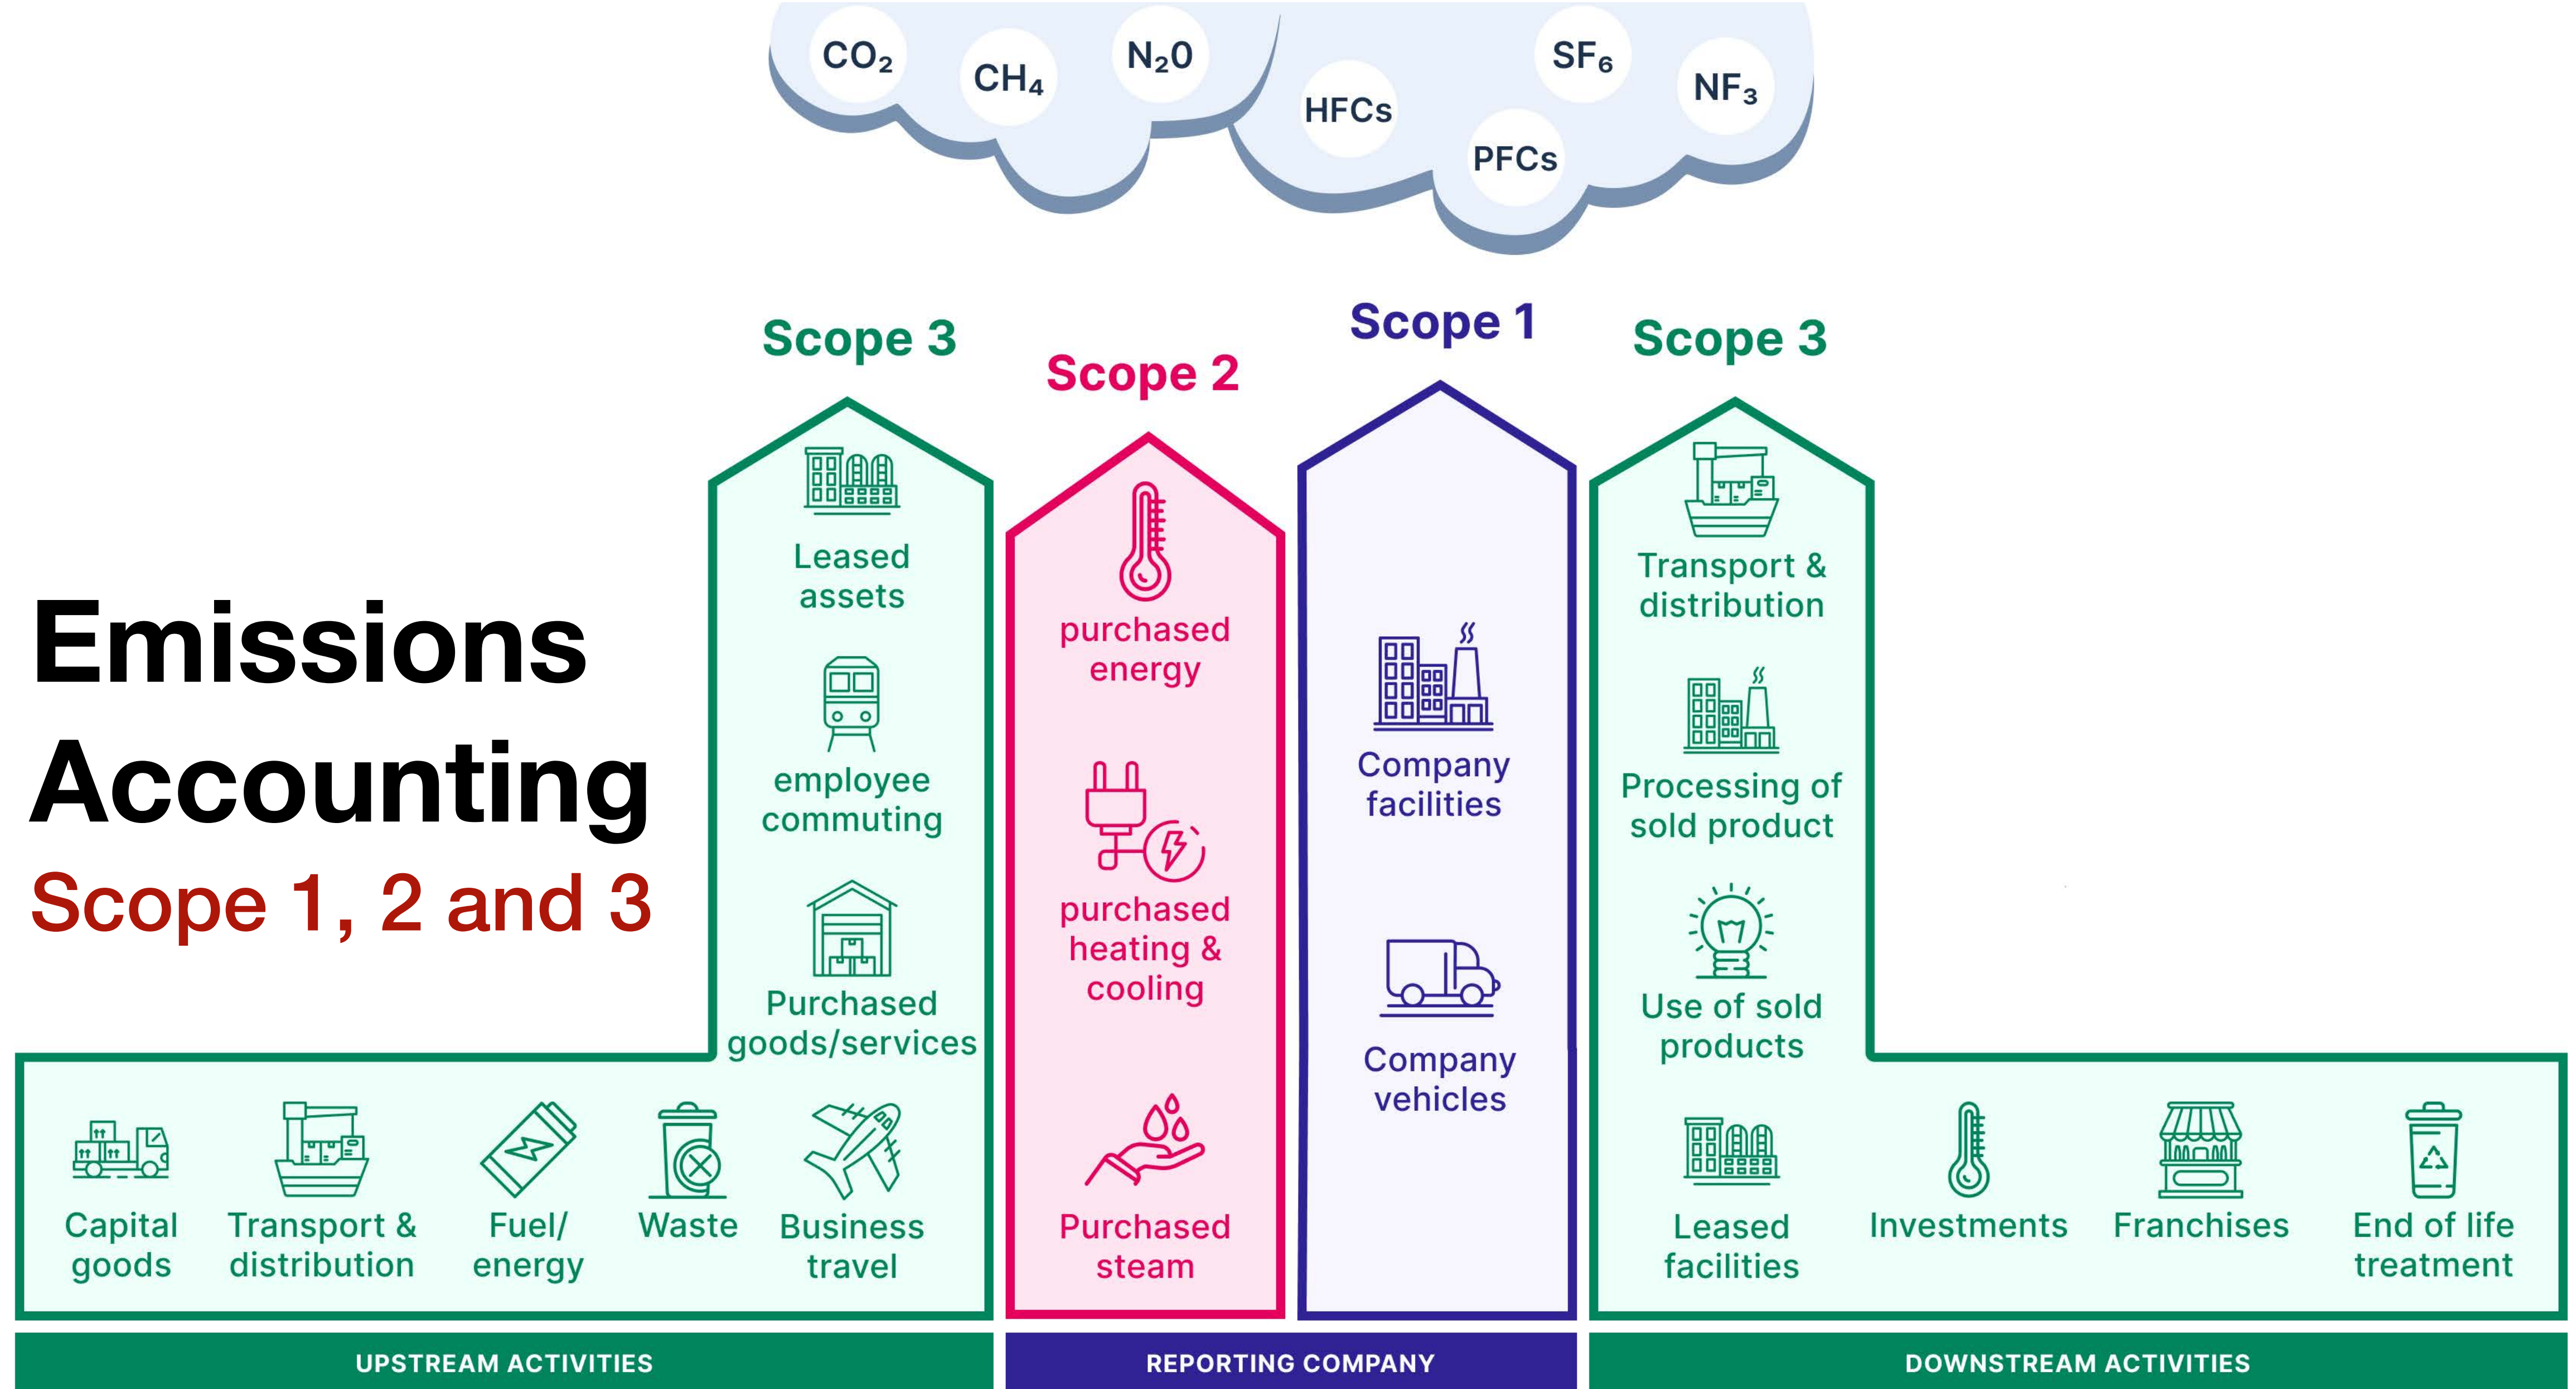 CO₂
CH₄
N₂0
HFCs
PFCs
SF₆
NF₃
Emissions
Accounting
Scope 1, 2 and 3
Scope 3
Leased
assets
employee
commuting
Purchased
goods/services
Capital
goods
Transport &
distribution
Fuel/
energy
Waste
Business
travel
Scope 2
purchased
energy
purchased
heating &
cooling
Purchased
steam
Scope 1
Company
facilities
Company
vehicles
Scope 3
Transport &
distribution
Processing of
sold product
Use of sold
products
Leased
facilities
Investments
Franchises
End of life
treatment
UPSTREAM ACTIVITIES
REPORTING COMPANY
DOWNSTREAM ACTIVITIES